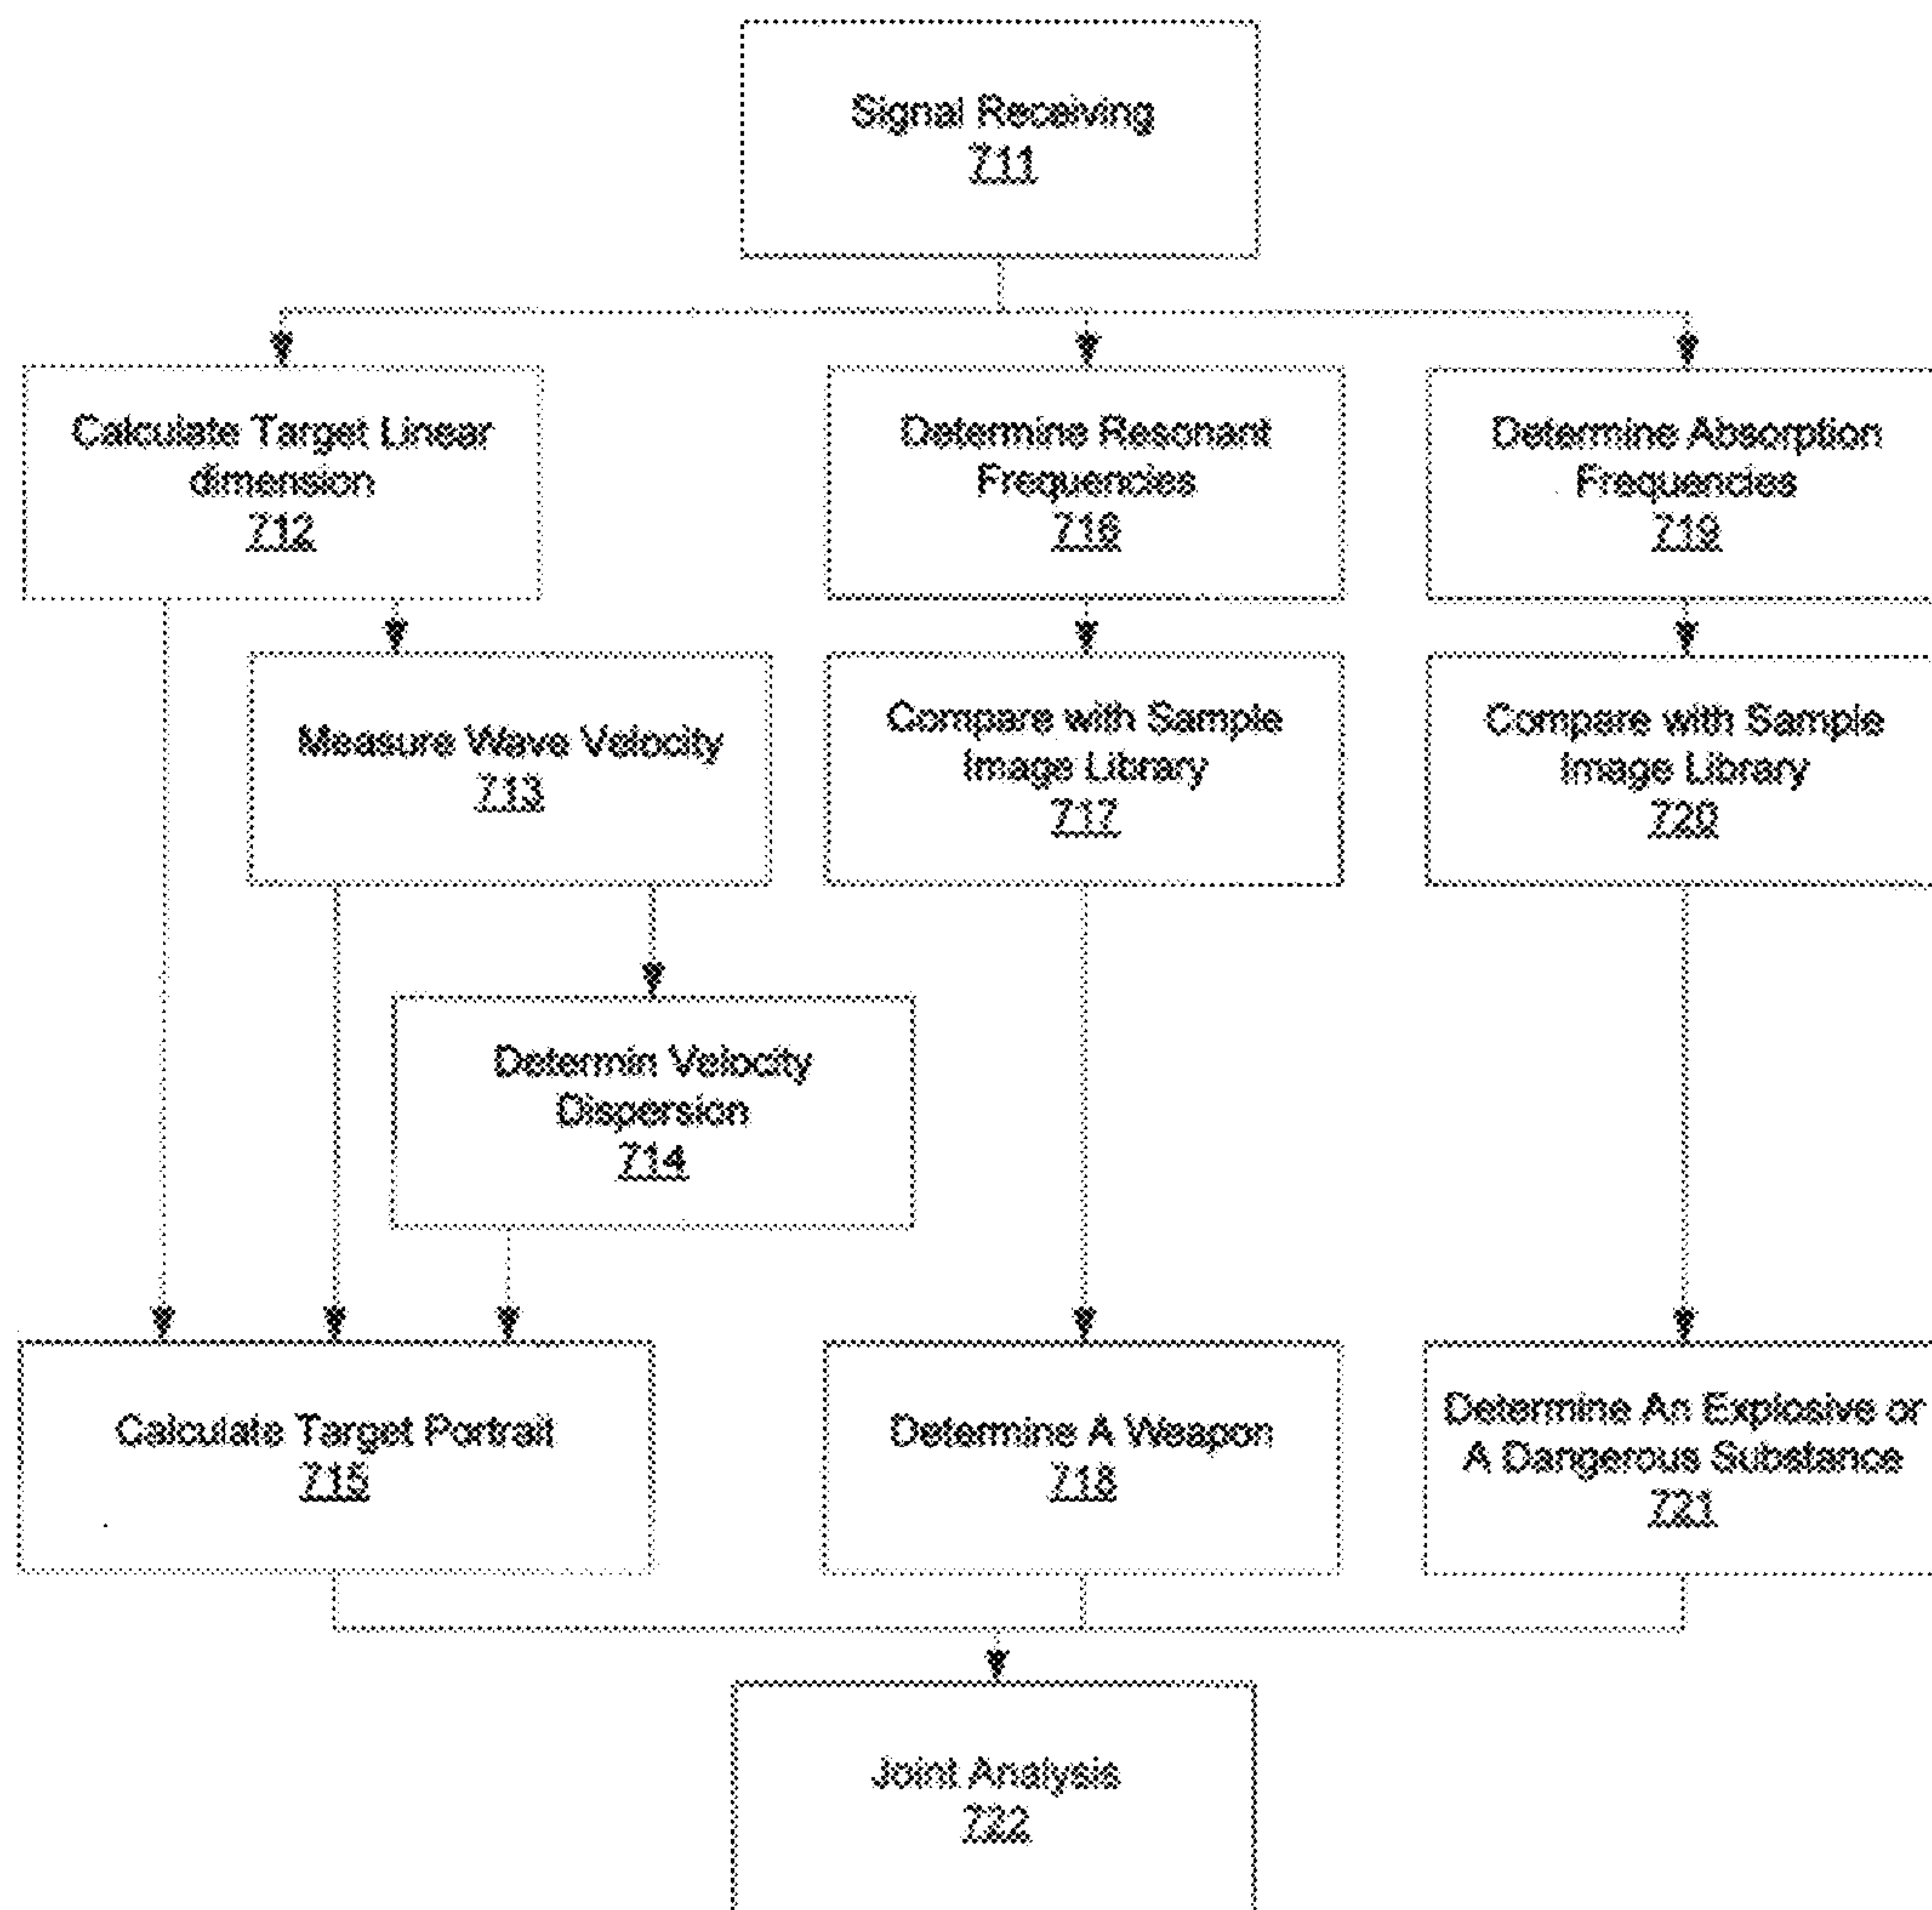 Signal Receiving
711
Calculate Target Linear
dimension
712
Determine Resonant
Frequencies
716
Determine Absorption
Frequencies
719
Measure Wave Velocity
713
Compare with Sample
Image Library
717
Compare with Sample
Image Library
720
Determin Velocity
Dispersion
714
Calculate Target Portrait
715
Determine A Weapon
718
Determine An Explosive or
A Dangerous Substance
721
Joint Analysis
722